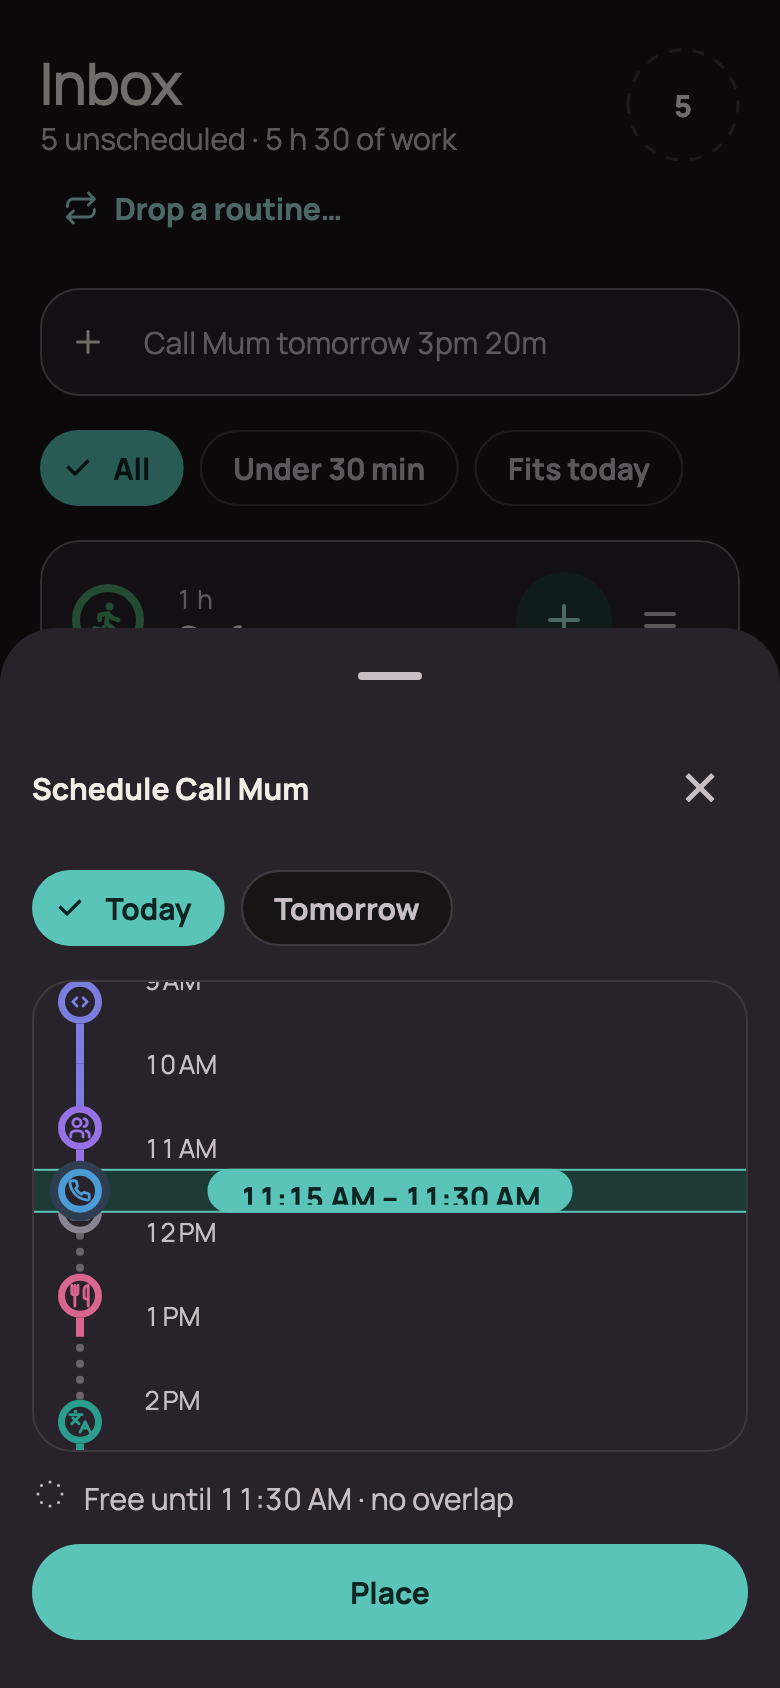 Inbox
5
5 unscheduled · 5 h 30 of work
Drop a routine…
Call Mum tomorrow 3pm 20m
All
Under 30 min
Fits today
1 h
Schedule Call Mum
Today
Tomorrow
9 AM
10 AM
11 AM
11:15 AM – 11:30 AM
12 PM
1 PM
2 PM
Free until 11:30 AM · no overlap
Place